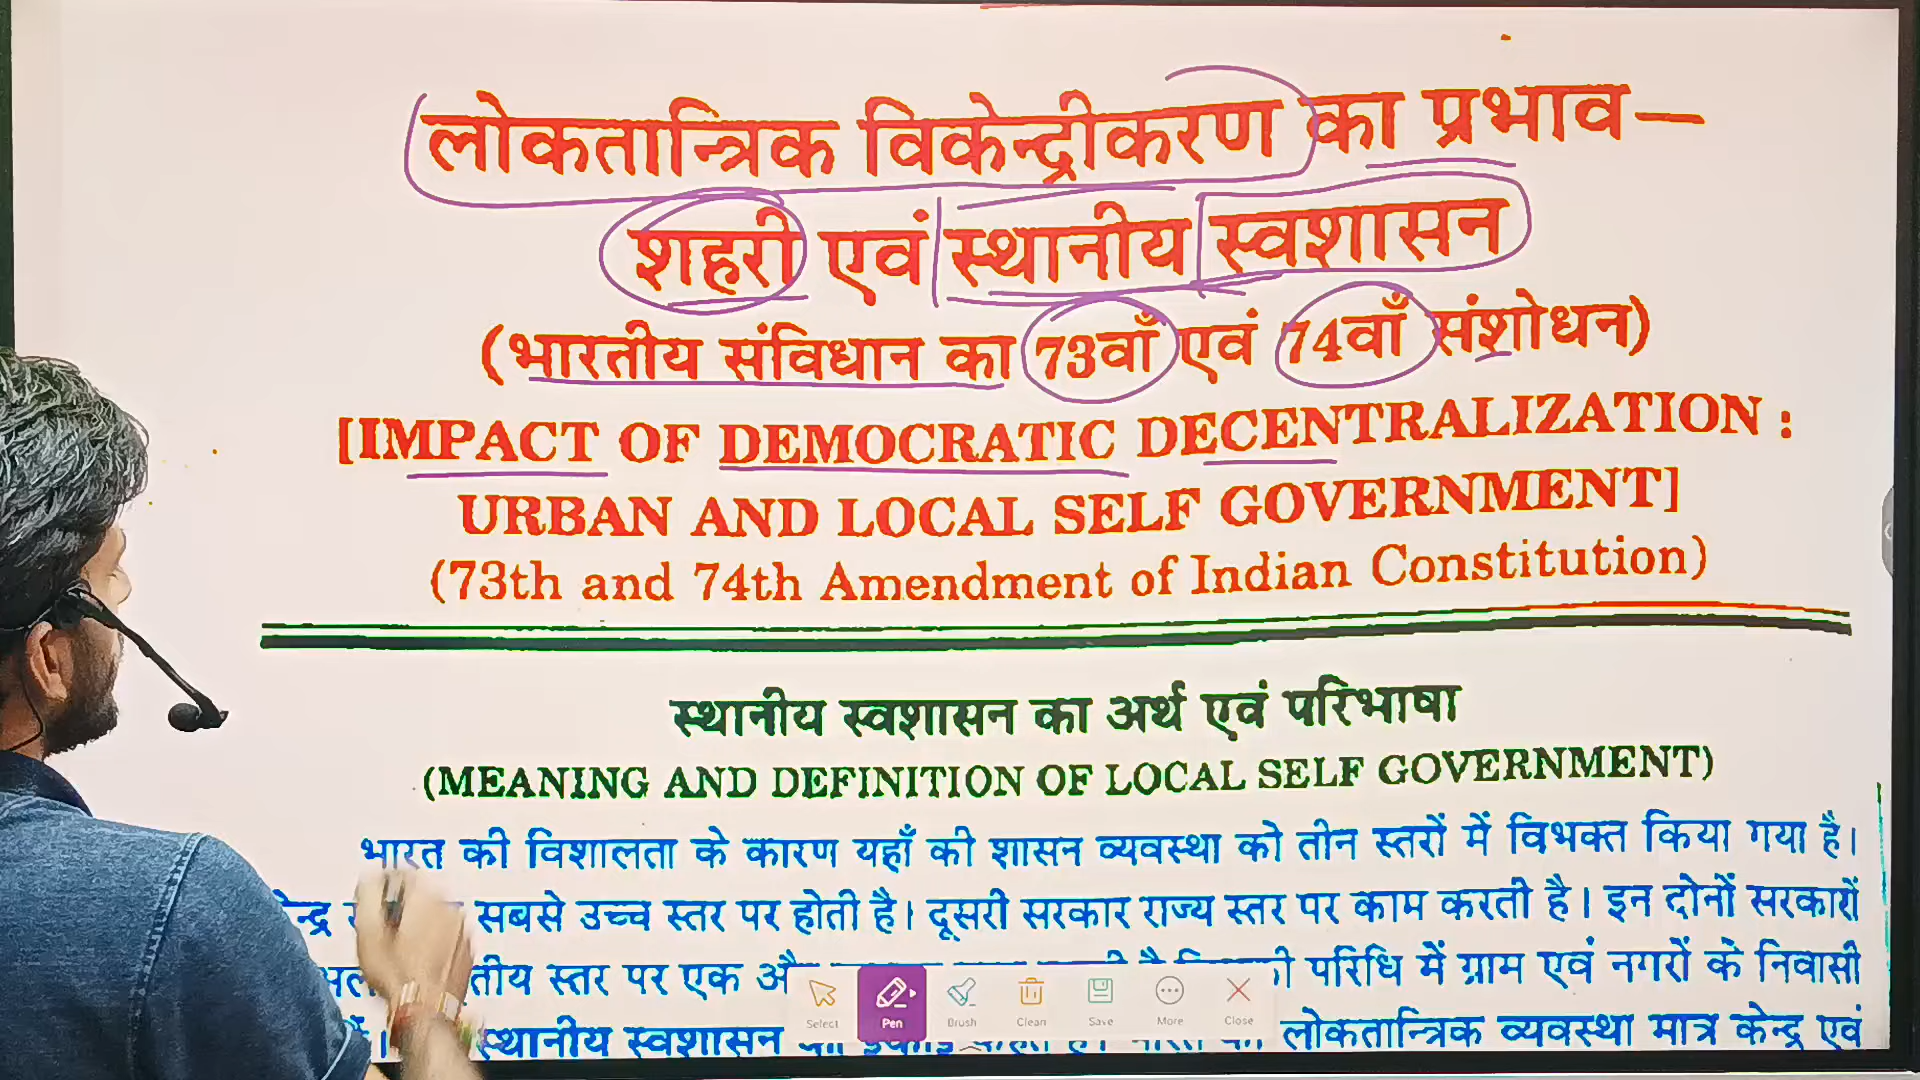 लोकतान्त्रिक विकेन्द्रीकरण का प्रभाव—
शहरी एवं स्थानीय स्वशासन
(भारतीय संविधान का 73वाँ एवं 74वाँ संशोधन)
[IMPACT OF DEMOCRATIC DECENTRALIZATION :
URBAN AND LOCAL SELF GOVERNMENT]
(73th and 74th Amendment of Indian Constitution)
स्थानीय स्वशासन का अर्थ एवं परिभाषा
(MEANING AND DEFINITION OF LOCAL SELF GOVERNMENT)
भारत की विशालता के कारण यहाँ की शासन व्यवस्था को तीन स्तरों में विभक्त किया गया है।
सबसे उच्च स्तर पर होती है। दूसरी सरकार राज्य स्तर पर काम करती है। इन दोनों सरकारों
स्तर पर एक परिधि में ग्राम एवं नगरों के निवासी
स्थानीय स्वशासन लोकतान्त्रिक व्यवस्था मात्र केन्द्र एवं
Select Pen Brush Clean Save More Close